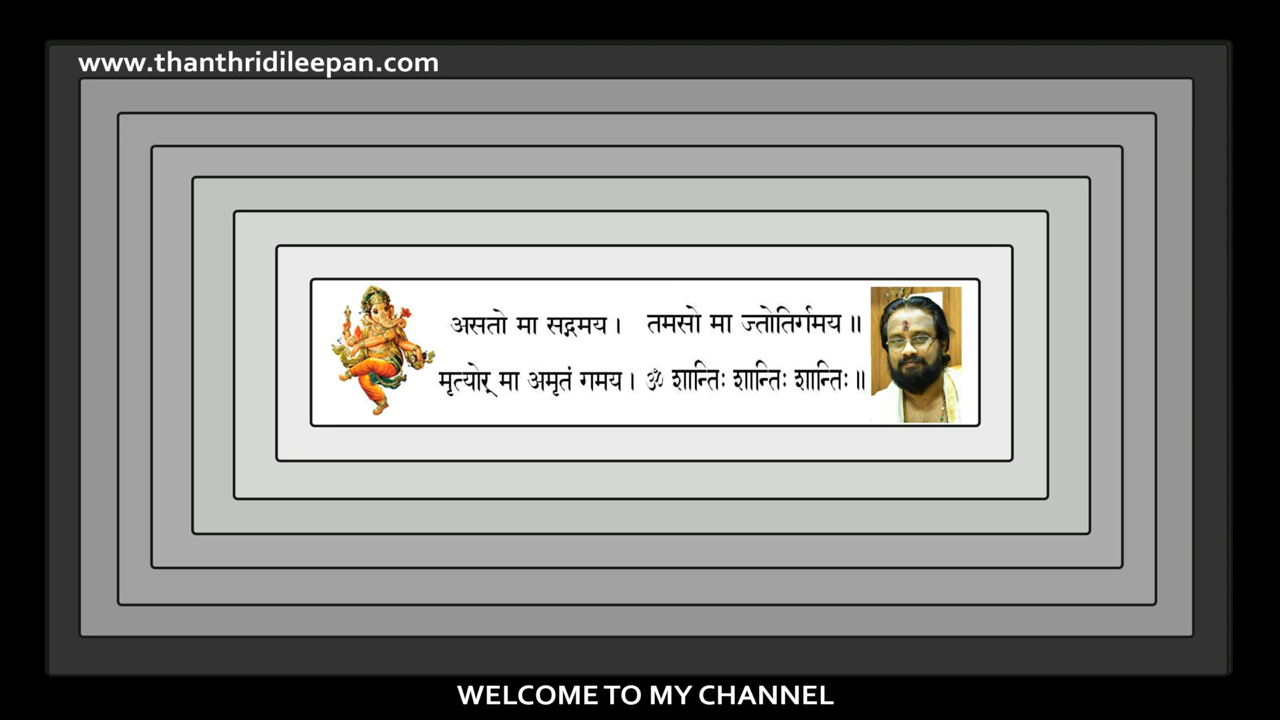 www.thanthridileepan.com
असतो मा सद्गमय । तमसो मा ज्तोतिर्गमय ॥
मृत्योर् मा अमृतं गमय । ॐ शान्तिः शान्तिः शान्तिः ॥
WELCOME TO MY CHANNEL